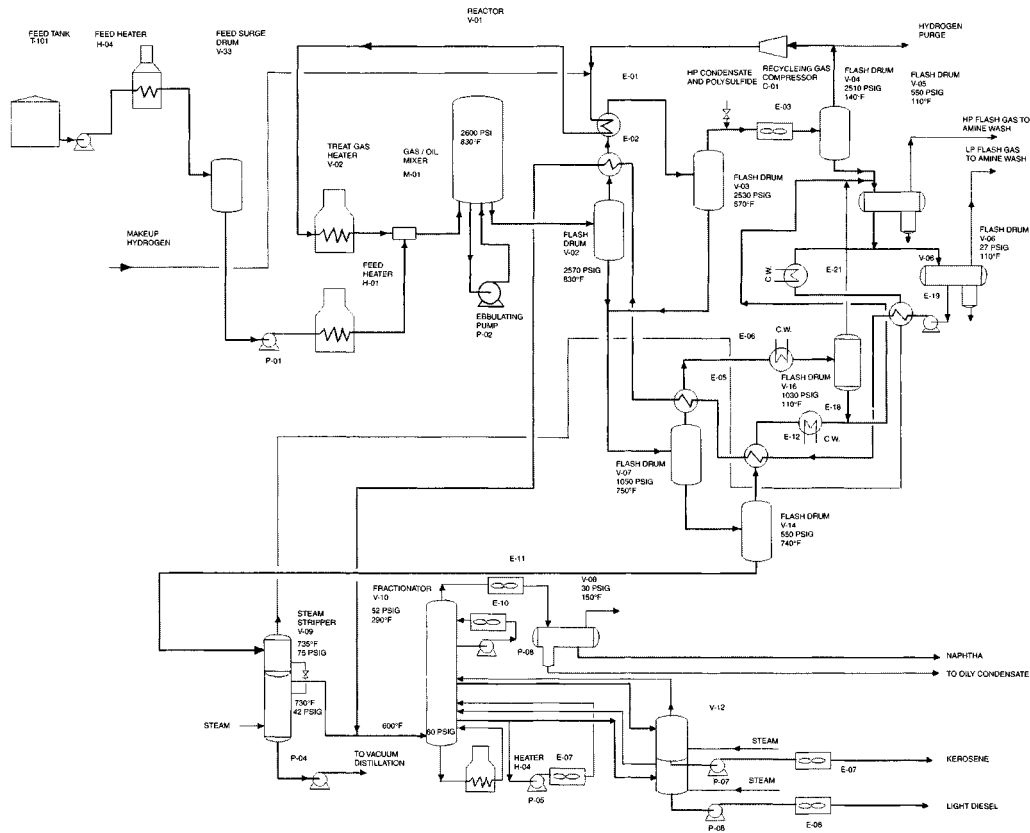 REACTOR
V-01
FEED TANK
T-101
FEED HEATER
H-04
FEED SURGE
DRUM
V-33
HYDROGEN
PURGE
E-01
HP CONDENSATE
AND POLYSULFIDE
RECYCLEING GAS
COMPRESSOR
C-01
E-03
FLASH DRUM
V-04
2510 PSIG
140°F
FLASH DRUM
V-05
550 PSIG
110°F
HP FLASH GAS TO
AMINE WASH
LP FLASH GAS
TO AMINE WASH
2600 PSI
830°F
E-02
TREAT GAS
HEATER
V-02
GAS / OIL
MIXER
M-01
FLASH DRUM
V-03
2530 PSIG
570°F
MAKEUP
HYDROGEN
FEED
HEATER
H-01
FLASH
DRUM
V-02
2570 PSIG
830°F
FLASH DRUM
V-06
27 PSIG
110°F
V-06
C.W.
E-21
E-19
EBBULATING
PUMP
P-02
P-01
E-06
C.W.
E-05
FLASH DRUM
V-16
1030 PSIG
110°F
E-18
E-12
C.W.
FLASH DRUM
V-07
1050 PSIG
750°F
FLASH DRUM
V-14
550 PSIG
740°F
E-11
FRACTIONATOR
V-10
52 PSIG
290°F
E-10
V-08
30 PSIG
150°F
STEAM
STRIPPER
V-09
735°F
75 PSIG
P-06
NAPHTHA
TO OILY CONDENSATE
730°F
42 PSIG
STEAM
600°F
60 PSIG
V-12
STEAM
P-04
TO VACUUM
DISTILLATION
HEATER
H-04
E-07
P-05
P-07
E-07
KEROSENE
STEAM
P-08
E-06
LIGHT DIESEL